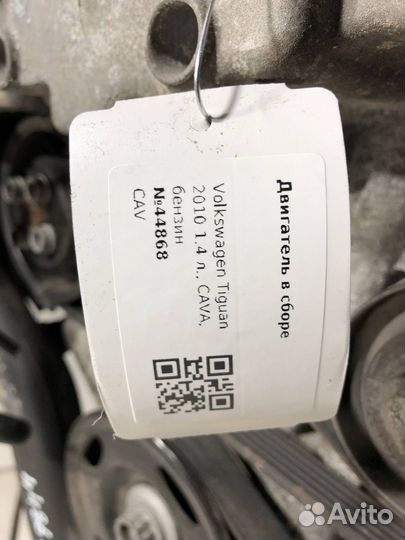 Двигатель в сборе
Volkswagen Tiguan
2010 1.4 л., CAVA,
бензин
№44868
CAV
Avito